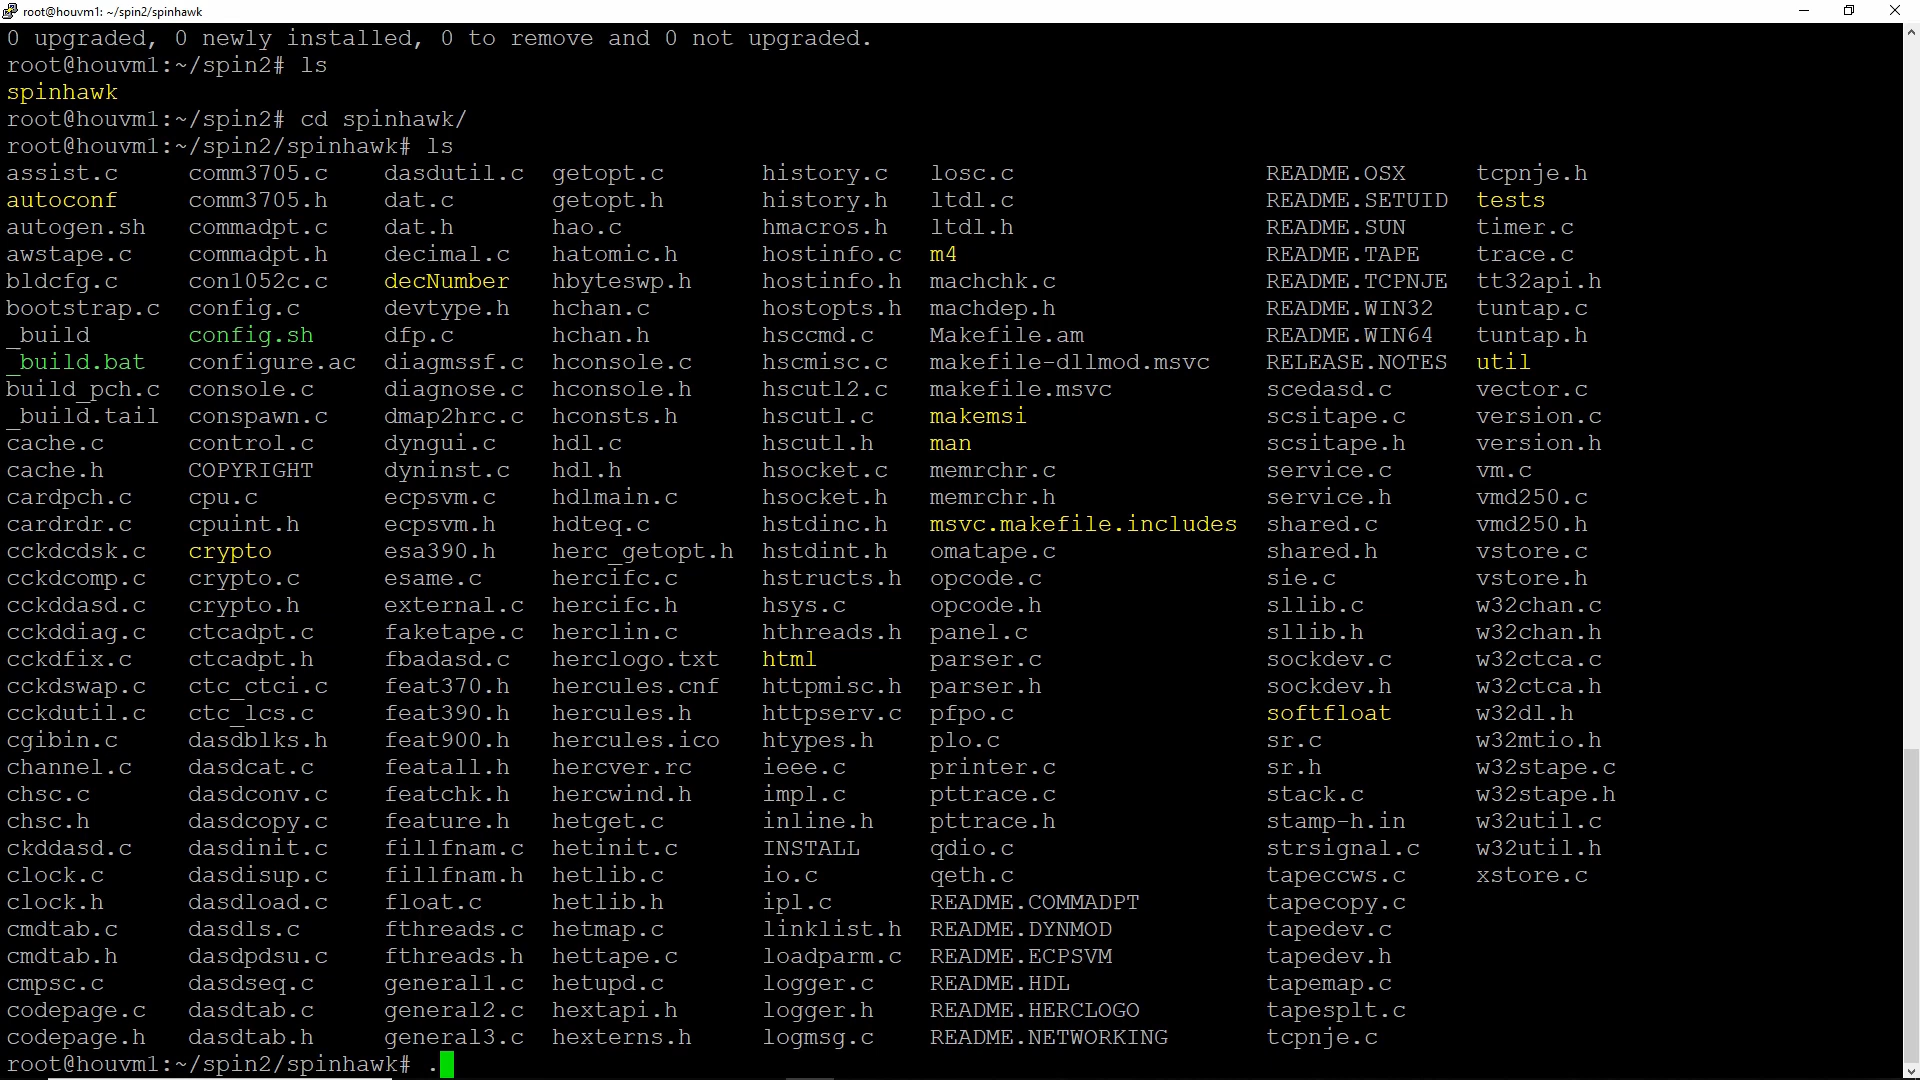 root@houvm1: ~/spin2/spinhawk
0 upgraded, 0 newly installed, 0 to remove and 0 not upgraded.
root@houvm1:~/spin2# ls
spinhawk
root@houvm1:~/spin2# cd spinhawk/
root@houvm1:~/spin2/spinhawk# ls
assist.c comm3705.c dasdutil.c getopt.c history.c losc.c README.OSX tcpnje.h
autoconf comm3705.h dat.c getopt.h history.h ltdl.c README.SETUID tests
autogen.sh commadpt.c dat.h hao.c hmacros.h ltdl.h README.SUN timer.c
awstape.c commadpt.h decimal.c hatomic.h hostinfo.c m4 README.TAPE trace.c
bldcfg.c con1052c.c decNumber hbyteswp.h hostinfo.h machchk.c README.TCPNJE tt32api.h
bootstrap.c config.c devtype.h hchan.c hostopts.h machdep.h README.WIN32 tuntap.c
_build config.sh dfp.c hchan.h hsccmd.c Makefile.am README.WIN64 tuntap.h
_build.bat configure.ac diagmssf.c hconsole.c hscmisc.c makefile-dllmod.msvc RELEASE.NOTES util
build_pch.c console.c diagnose.c hconsole.h hscutl2.c makefile.msvc scedasd.c vector.c
_build.tail conspawn.c dmap2hrc.c hconsts.h hscutl.c makemsi scsitape.c version.c
cache.c control.c dyngui.c hdl.c hscutl.h man scsitape.h version.h
cache.h COPYRIGHT dyninst.c hdl.h hsocket.c memrchr.c service.c vm.c
cardpch.c cpu.c ecpsvm.c hdlmain.c hsocket.h memrchr.h service.h vmd250.c
cardrdr.c cpuint.h ecpsvm.h hdteq.c hstdinc.h msvc.makefile.includes shared.c vmd250.h
cckdcdsk.c crypto esa390.h herc_getopt.h hstdint.h omatape.c shared.h vstore.c
cckdcomp.c crypto.c esame.c hercifc.c hstructs.h opcode.c sie.c vstore.h
cckddasd.c crypto.h external.c hercifc.h hsys.c opcode.h sllib.c w32chan.c
cckddiag.c ctcadpt.c faketape.c herclin.c hthreads.h panel.c sllib.h w32chan.h
cckdfix.c ctcadpt.h fbadasd.c herclogo.txt html parser.c sockdev.c w32ctca.c
cckdswap.c ctc_ctci.c feat370.h hercules.cnf httpmisc.h parser.h sockdev.h w32ctca.h
cckdutil.c ctc_lcs.c feat390.h hercules.h httpserv.c pfpo.c softfloat w32dl.h
cgibin.c dasdblks.h feat900.h hercules.ico htypes.h plo.c sr.c w32mtio.h
channel.c dasdcat.c featall.h hercver.rc ieee.c printer.c sr.h w32stape.c
chsc.c dasdconv.c featchk.h hercwind.h impl.c pttrace.c stack.c w32stape.h
chsc.h dasdcopy.c feature.h hetget.c inline.h pttrace.h stamp-h.in w32util.c
ckddasd.c dasdinit.c fillfnam.c hetinit.c INSTALL qdio.c strsignal.c w32util.h
clock.c dasdisup.c fillfnam.h hetlib.c io.c qeth.c tapeccws.c xstore.c
clock.h dasdload.c float.c hetlib.h ipl.c README.COMMADPT tapecopy.c
cmdtab.c dasdls.c fthreads.c hetmap.c linklist.h README.DYNMOD tapedev.c
cmdtab.h dasdpdsu.c fthreads.h hettape.c loadparm.c README.ECPSVM tapedev.h
cmpsc.c dasdseq.c general1.c hetupd.c logger.c README.HDL tapemap.c
codepage.c dasdtab.c general2.c hextapi.h logger.h README.HERCLOGO tapesplt.c
codepage.h dasdtab.h general3.c hexterns.h logmsg.c README.NETWORKING tcpnje.c
root@houvm1:~/spin2/spinhawk# .